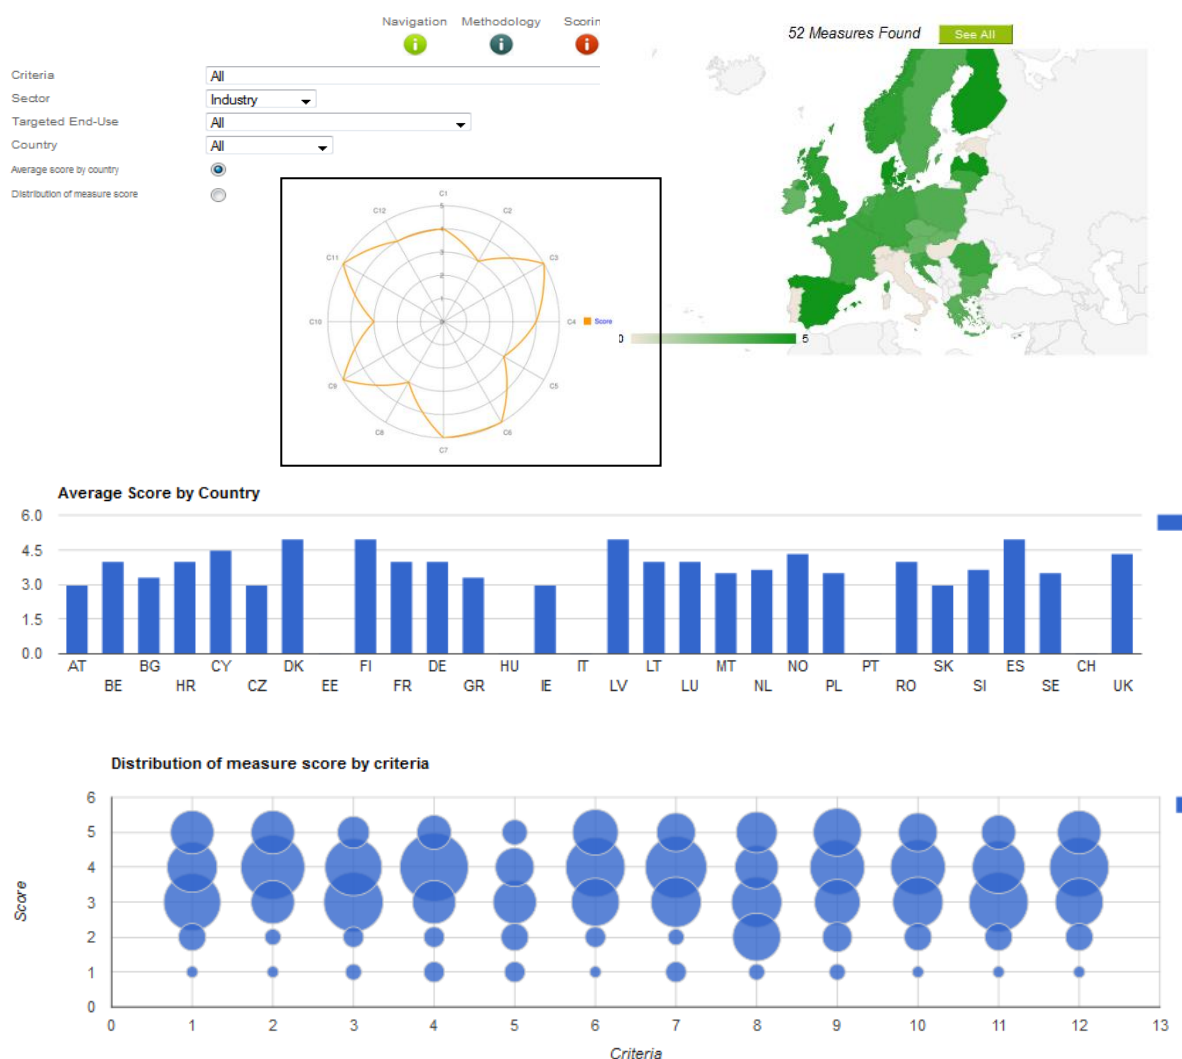 Navigation Methodology Scorin
52 Measures Found See All
Criteria All
Sector Industry
Targeted End-Use All
Country All
Average score by country
Distribution of measure score
C1
C12 C2
5
4
C11 3 C3
2
1
C10 0 C4 Score
0 5
C9 C5
C8 C6
C7
Average Score by Country
6.0
4.5
3.0
1.5
0.0
AT BG CY DK FI DE HU IT LT MT NO PT SK ES CH
BE HR CZ EE FR GR IE LV LU NL PL RO SI SE UK
Distribution of measure score by criteria
6
5
4
3
2
1
0
Score
0 1 2 3 4 5 6 7 8 9 10 11 12 13
Criteria